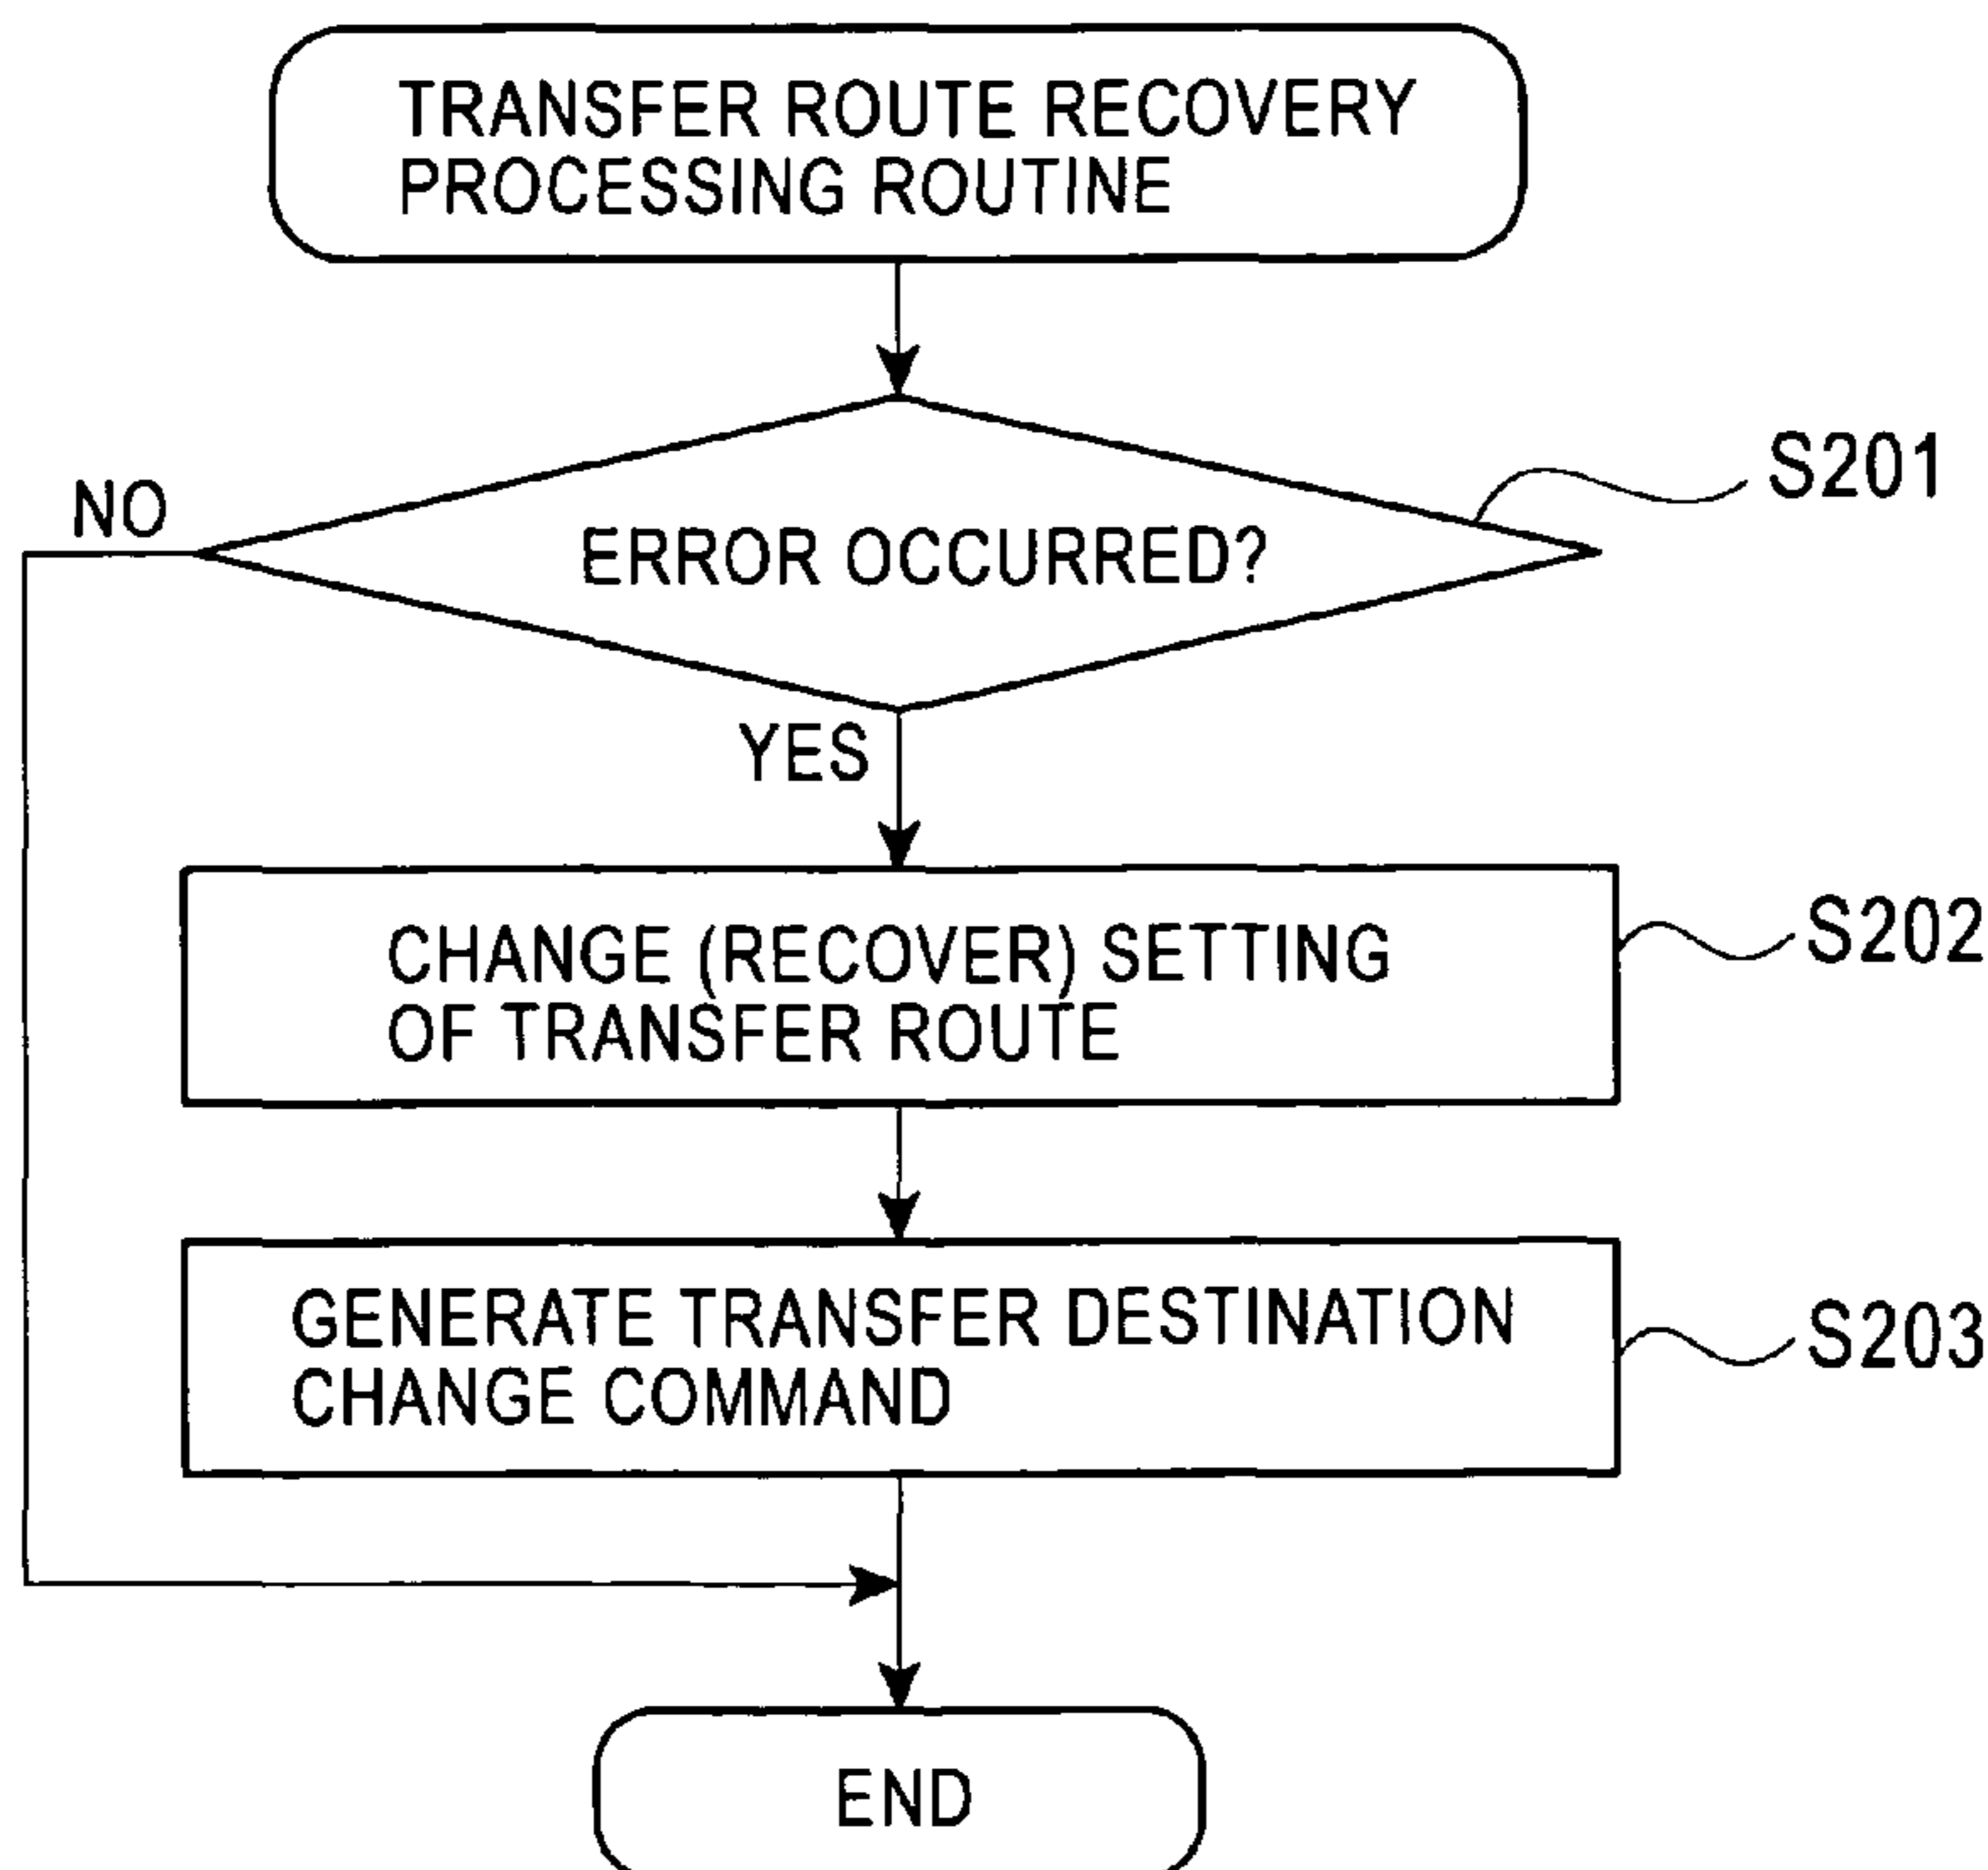 TRANSFER ROUTE RECOVERY
PROCESSING ROUTINE
S201
NO
ERROR OCCURRED?
YES
CHANGE (RECOVER) SETTING
OF TRANSFER ROUTE
S202
GENERATE TRANSFER DESTINATION
CHANGE COMMAND
S203
END